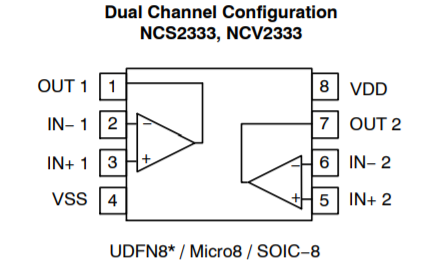 Dual Channel Configuration
NCS2333, NCV2333
OUT 1 1 8 VDD
IN− 1 2 − 7 OUT 2
IN+ 1 3 + − 6 IN− 2
VSS 4 + 5 IN+ 2
UDFN8* / Micro8 / SOIC−8